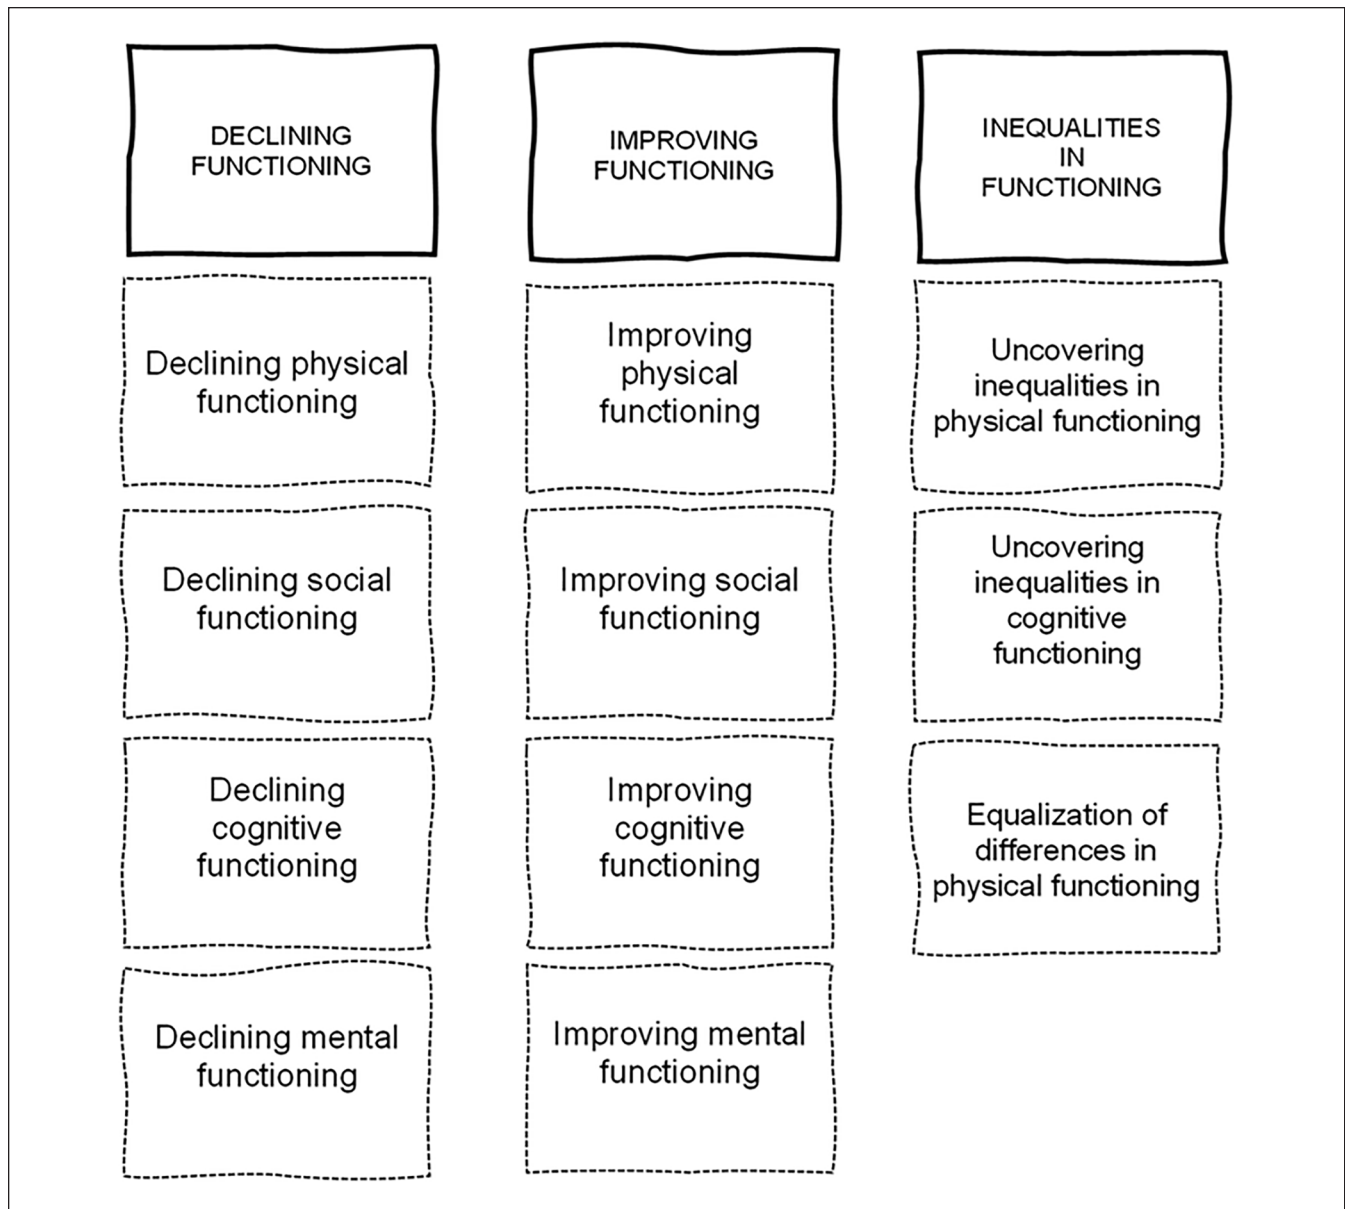 DECLINING
FUNCTIONING
IMPROVING
FUNCTIONING
INEQUALITIES
IN
FUNCTIONING
Declining physical
functioning
Improving
physical
functioning
Uncovering
inequalities in
physical functioning
Declining social
functioning
Improving social
functioning
Uncovering
inequalities in
cognitive
functioning
Declining
cognitive
functioning
Improving
cognitive
functioning
Equalization of
differences in
physical functioning
Declining mental
functioning
Improving mental
functioning